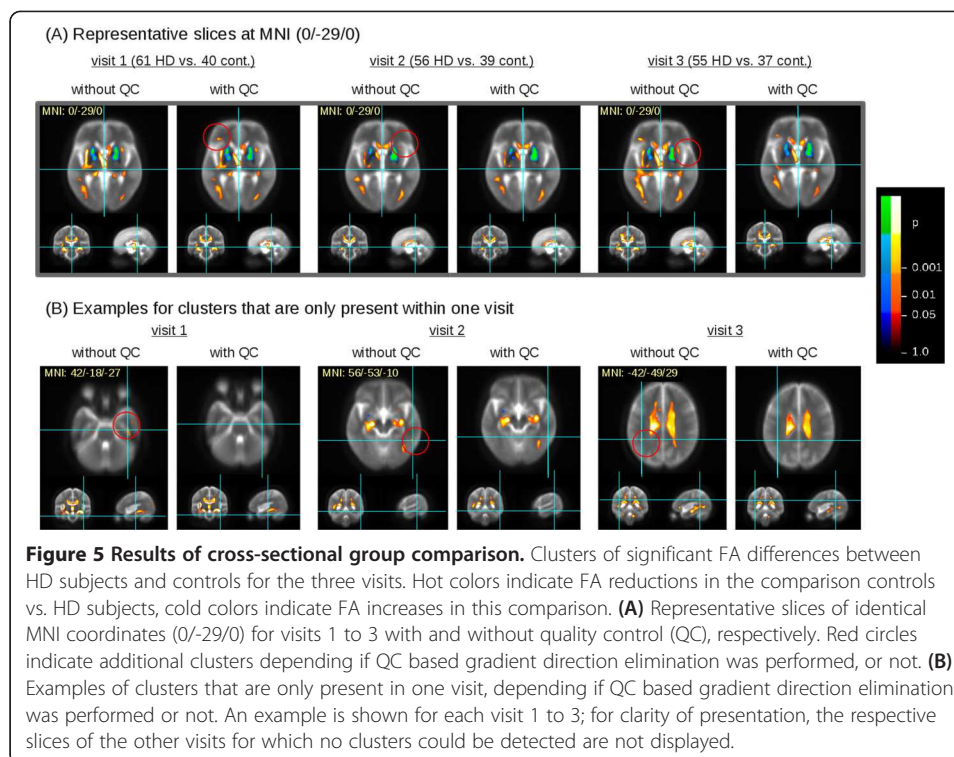 (A) Representative slices at MNI (0/-29/0)
visit 1 (61 HD vs. 40 cont.) visit 2 (56 HD vs. 39 cont.) visit 3 (55 HD vs. 37 cont.)
without QC with QC without QC with QC without QC with QC
MNI: 0/-29/0 MNI: 0/-29/0 MNI: 0/-29/0
p
0.001
0.01
0.05
1.0
(B) Examples for clusters that are only present within one visit
visit 1 visit 2 visit 3
without QC with QC without QC with QC without QC with QC
MNI: 42/-18/-27 MNI: 56/-53/-10 MNI: -42/-49/29
Figure 5 Results of cross-sectional group comparison. Clusters of significant FA differences between
HD subjects and controls for the three visits. Hot colors indicate FA reductions in the comparison controls
vs. HD subjects, cold colors indicate FA increases in this comparison. (A) Representative slices of identical
MNI coordinates (0/-29/0) for visits 1 to 3 with and without quality control (QC), respectively. Red circles
indicate additional clusters depending if QC based gradient direction elimination was performed, or not. (B)
Examples of clusters that are only present in one visit, depending if QC based gradient direction elimination
was performed or not. An example is shown for each visit 1 to 3; for clarity of presentation, the respective
slices of the other visits for which no clusters could be detected are not displayed.